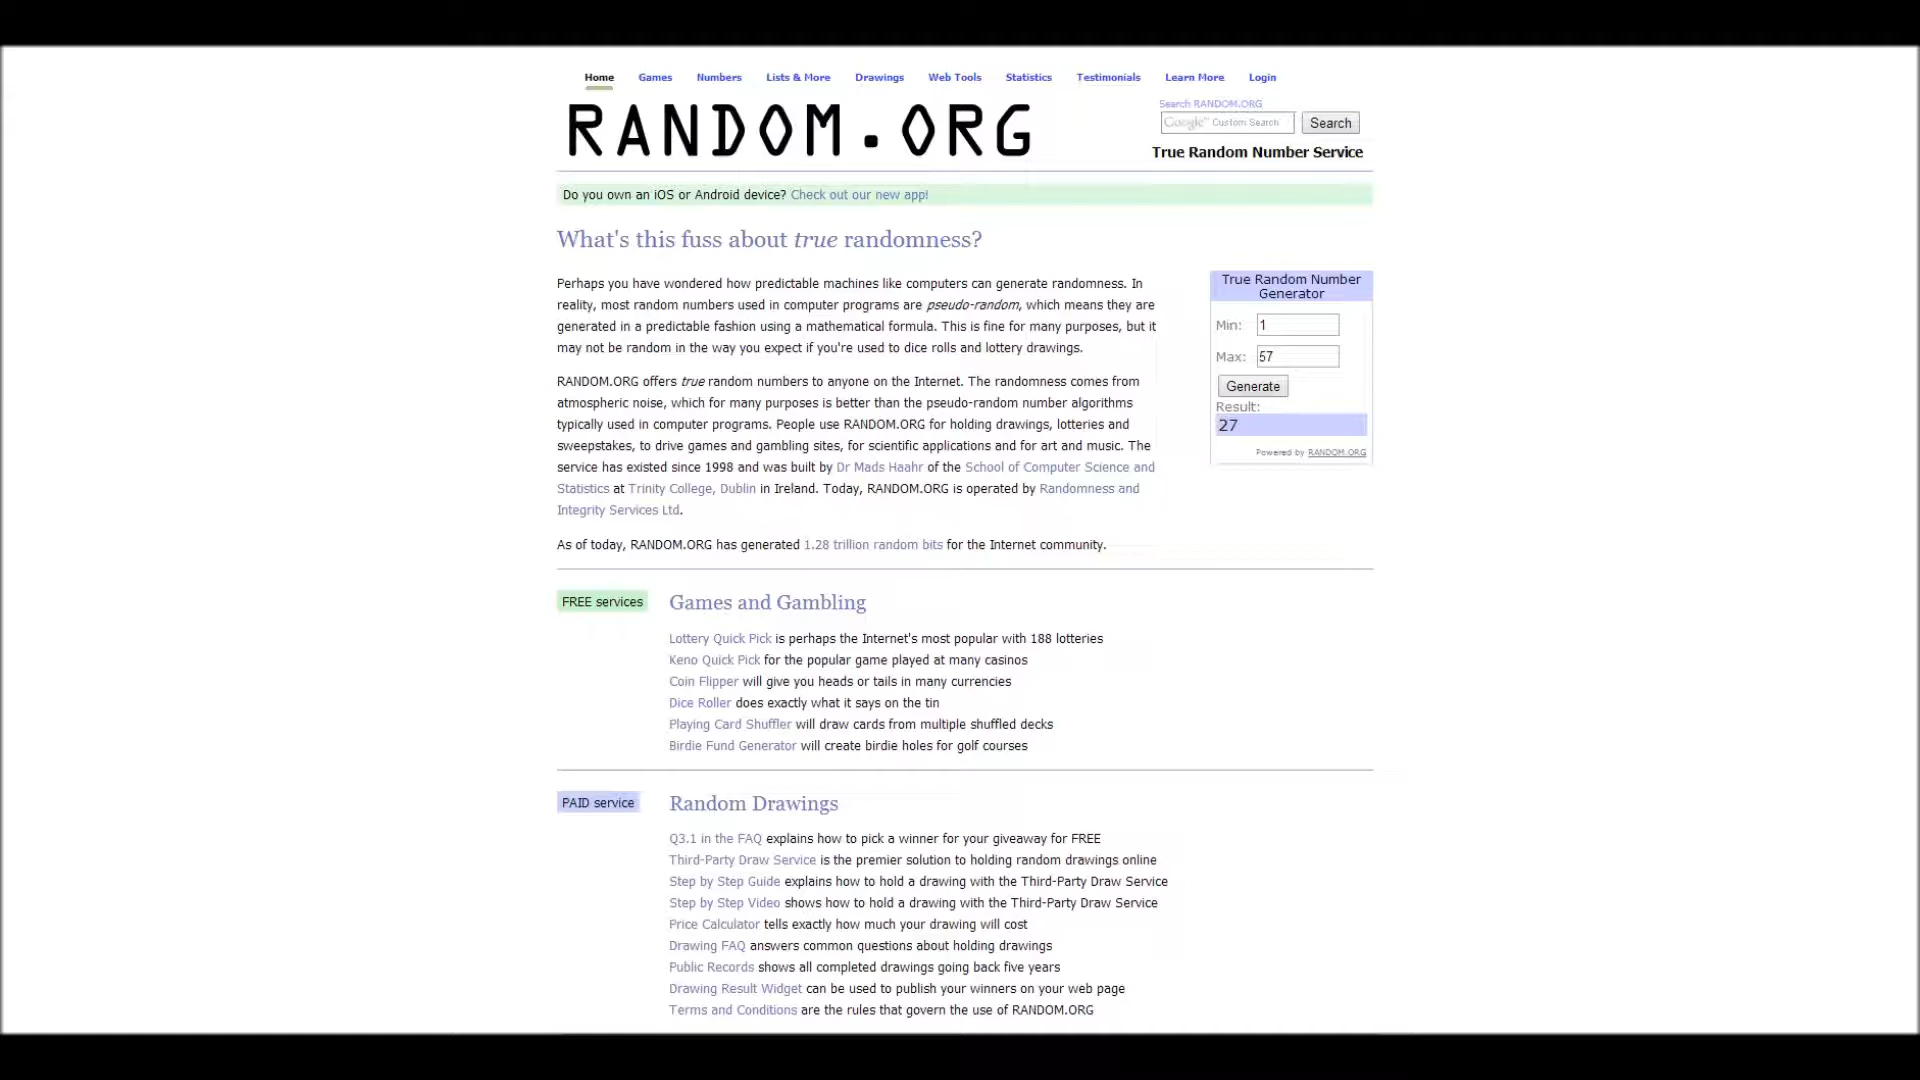 Home Games Numbers Lists & More Drawings Web Tools Statistics Testimonials Learn More Login
RANDOM.ORG
Search RANDOM.ORG
Google™ Custom Search Search
True Random Number Service
Do you own an iOS or Android device? Check out our new app!
What's this fuss about true randomness?
Perhaps you have wondered how predictable machines like computers can generate randomness. In
reality, most random numbers used in computer programs are pseudo-random, which means they are
generated in a predictable fashion using a mathematical formula. This is fine for many purposes, but it
may not be random in the way you expect if you're used to dice rolls and lottery drawings.
RANDOM.ORG offers true random numbers to anyone on the Internet. The randomness comes from
atmospheric noise, which for many purposes is better than the pseudo-random number algorithms
typically used in computer programs. People use RANDOM.ORG for holding drawings, lotteries and
sweepstakes, to drive games and gambling sites, for scientific applications and for art and music. The
service has existed since 1998 and was built by Dr Mads Haahr of the School of Computer Science and
Statistics at Trinity College, Dublin in Ireland. Today, RANDOM.ORG is operated by Randomness and
Integrity Services Ltd.
As of today, RANDOM.ORG has generated 1.28 trillion random bits for the Internet community.
True Random Number
Generator
Min: 1
Max: 57
Generate
Result:
27
Powered by RANDOM.ORG
FREE services
Games and Gambling
Lottery Quick Pick is perhaps the Internet's most popular with 188 lotteries
Keno Quick Pick for the popular game played at many casinos
Coin Flipper will give you heads or tails in many currencies
Dice Roller does exactly what it says on the tin
Playing Card Shuffler will draw cards from multiple shuffled decks
Birdie Fund Generator will create birdie holes for golf courses
PAID service
Random Drawings
Q3.1 in the FAQ explains how to pick a winner for your giveaway for FREE
Third-Party Draw Service is the premier solution to holding random drawings online
Step by Step Guide explains how to hold a drawing with the Third-Party Draw Service
Step by Step Video shows how to hold a drawing with the Third-Party Draw Service
Price Calculator tells exactly how much your drawing will cost
Drawing FAQ answers common questions about holding drawings
Public Records shows all completed drawings going back five years
Drawing Result Widget can be used to publish your winners on your web page
Terms and Conditions are the rules that govern the use of RANDOM.ORG